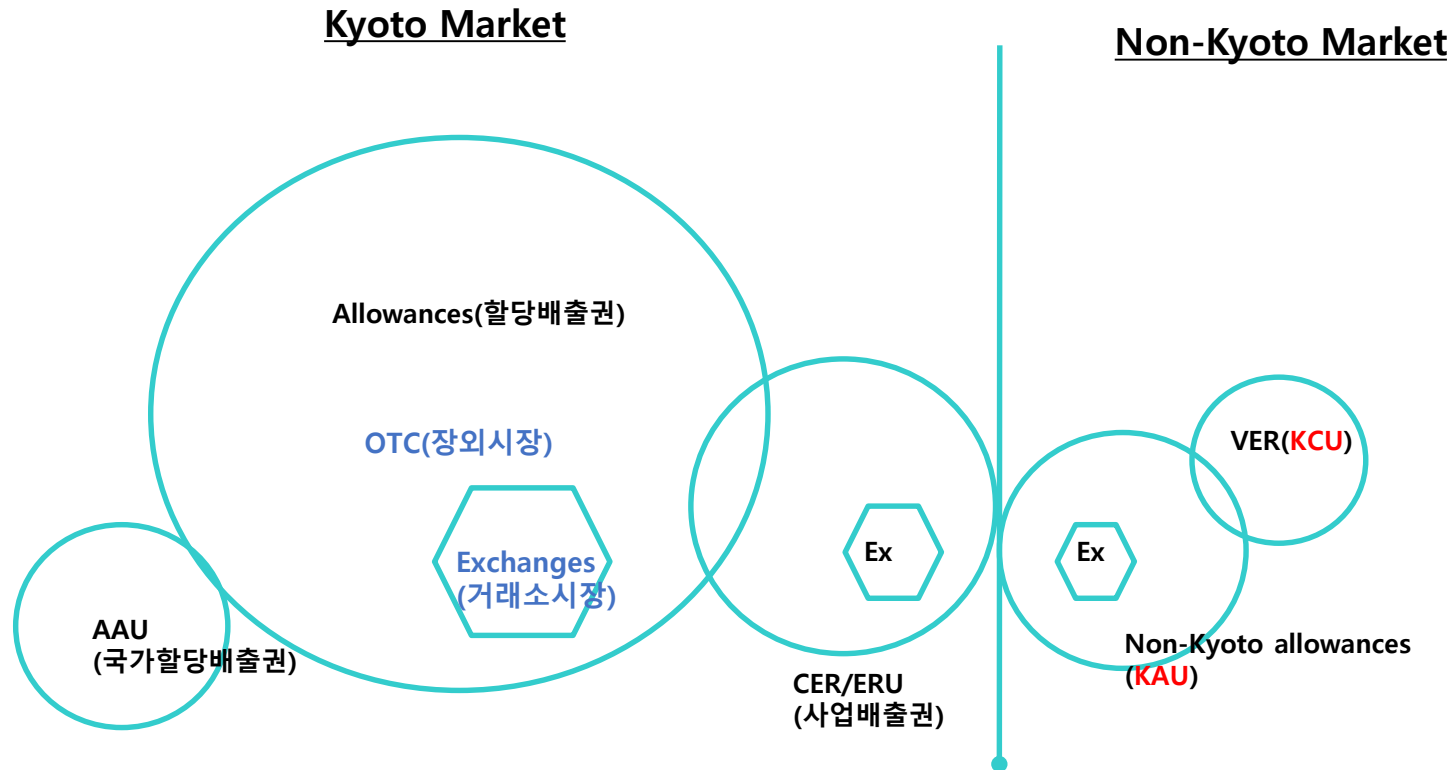 Kyoto Market
Non-Kyoto Market
Allowances(할당배출권)
OTC(장외시장)
Exchanges
(거래소시장)
AAU
(국가할당배출권)
Ex
CER/ERU
(사업배출권)
Ex
VER(KCU)
Non-Kyoto allowances
(KAU)